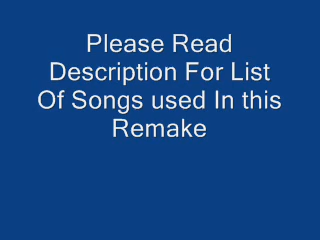 Please Read
Description For List
Of Songs used In this
Remake